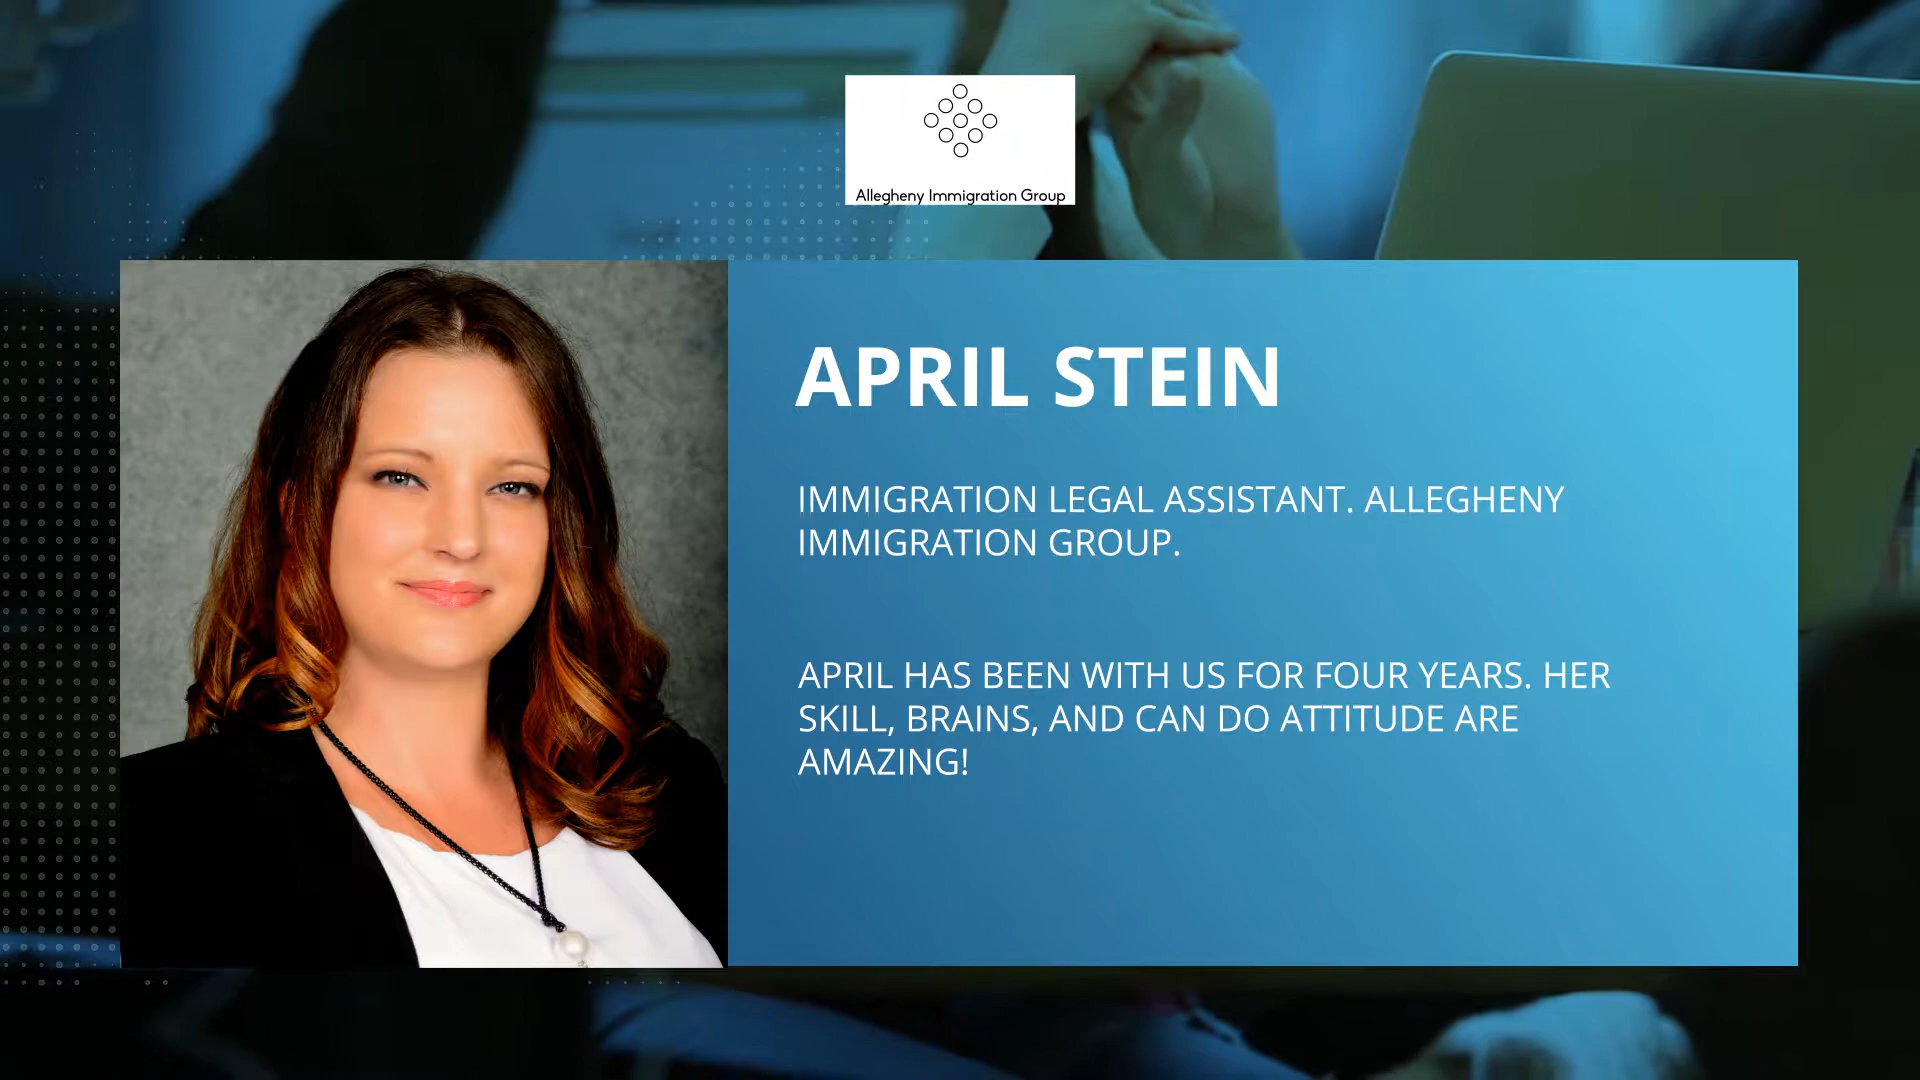 Allegheny Immigration Group
APRIL STEIN
IMMIGRATION LEGAL ASSISTANT. ALLEGHENY
IMMIGRATION GROUP.
APRIL HAS BEEN WITH US FOR FOUR YEARS. HER
SKILL, BRAINS, AND CAN DO ATTITUDE ARE
AMAZING!